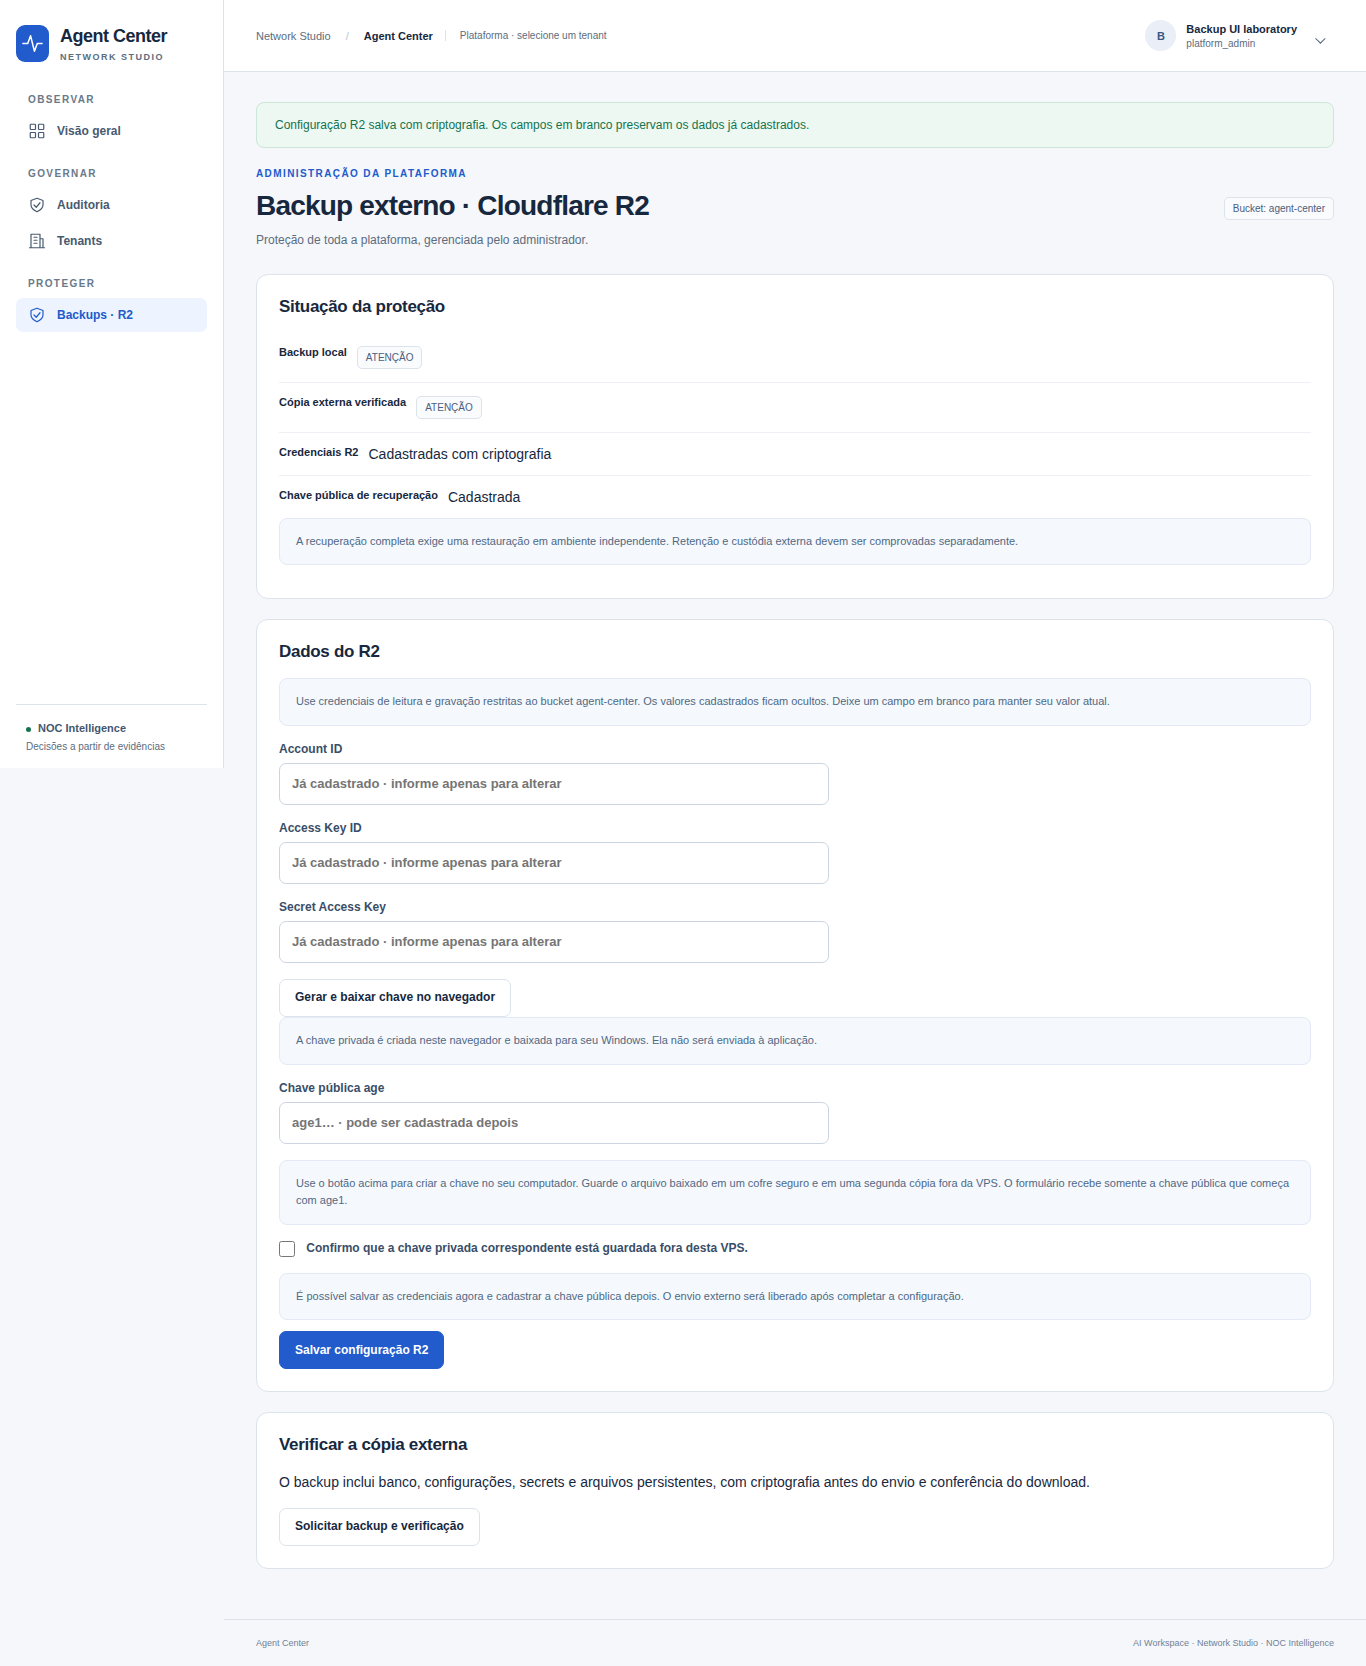 Agent Center
NETWORK STUDIO
OBSERVAR
Visão geral
GOVERNAR
Auditoria
Tenants
PROTEGER
Backups · R2
NOC Intelligence
Decisões a partir de evidências
Network Studio / Agent Center Plataforma · selecione um tenant
B
Backup UI laboratory
platform_admin
Configuração R2 salva com criptografia. Os campos em branco preservam os dados já cadastrados.
ADMINISTRAÇÃO DA PLATAFORMA
Backup externo · Cloudflare R2
Bucket: agent-center
Proteção de toda a plataforma, gerenciada pelo administrador.
Situação da proteção
Backup local ATENÇÃO
Cópia externa verificada ATENÇÃO
Credenciais R2 Cadastradas com criptografia
Chave pública de recuperação Cadastrada
A recuperação completa exige uma restauração em ambiente independente. Retenção e custódia externa devem ser comprovadas separadamente.
Dados do R2
Use credenciais de leitura e gravação restritas ao bucket agent-center. Os valores cadastrados ficam ocultos. Deixe um campo em branco para manter seu valor atual.
Account ID
Já cadastrado · informe apenas para alterar
Access Key ID
Já cadastrado · informe apenas para alterar
Secret Access Key
Já cadastrado · informe apenas para alterar
Gerar e baixar chave no navegador
A chave privada é criada neste navegador e baixada para seu Windows. Ela não será enviada à aplicação.
Chave pública age
age1… · pode ser cadastrada depois
Use o botão acima para criar a chave no seu computador. Guarde o arquivo baixado em um cofre seguro e em uma segunda cópia fora da VPS. O formulário recebe somente a chave pública que começa
com age1.
Confirmo que a chave privada correspondente está guardada fora desta VPS.
É possível salvar as credenciais agora e cadastrar a chave pública depois. O envio externo será liberado após completar a configuração.
Salvar configuração R2
Verificar a cópia externa
O backup inclui banco, configurações, secrets e arquivos persistentes, com criptografia antes do envio e conferência do download.
Solicitar backup e verificação
Agent Center
AI Workspace · Network Studio · NOC Intelligence